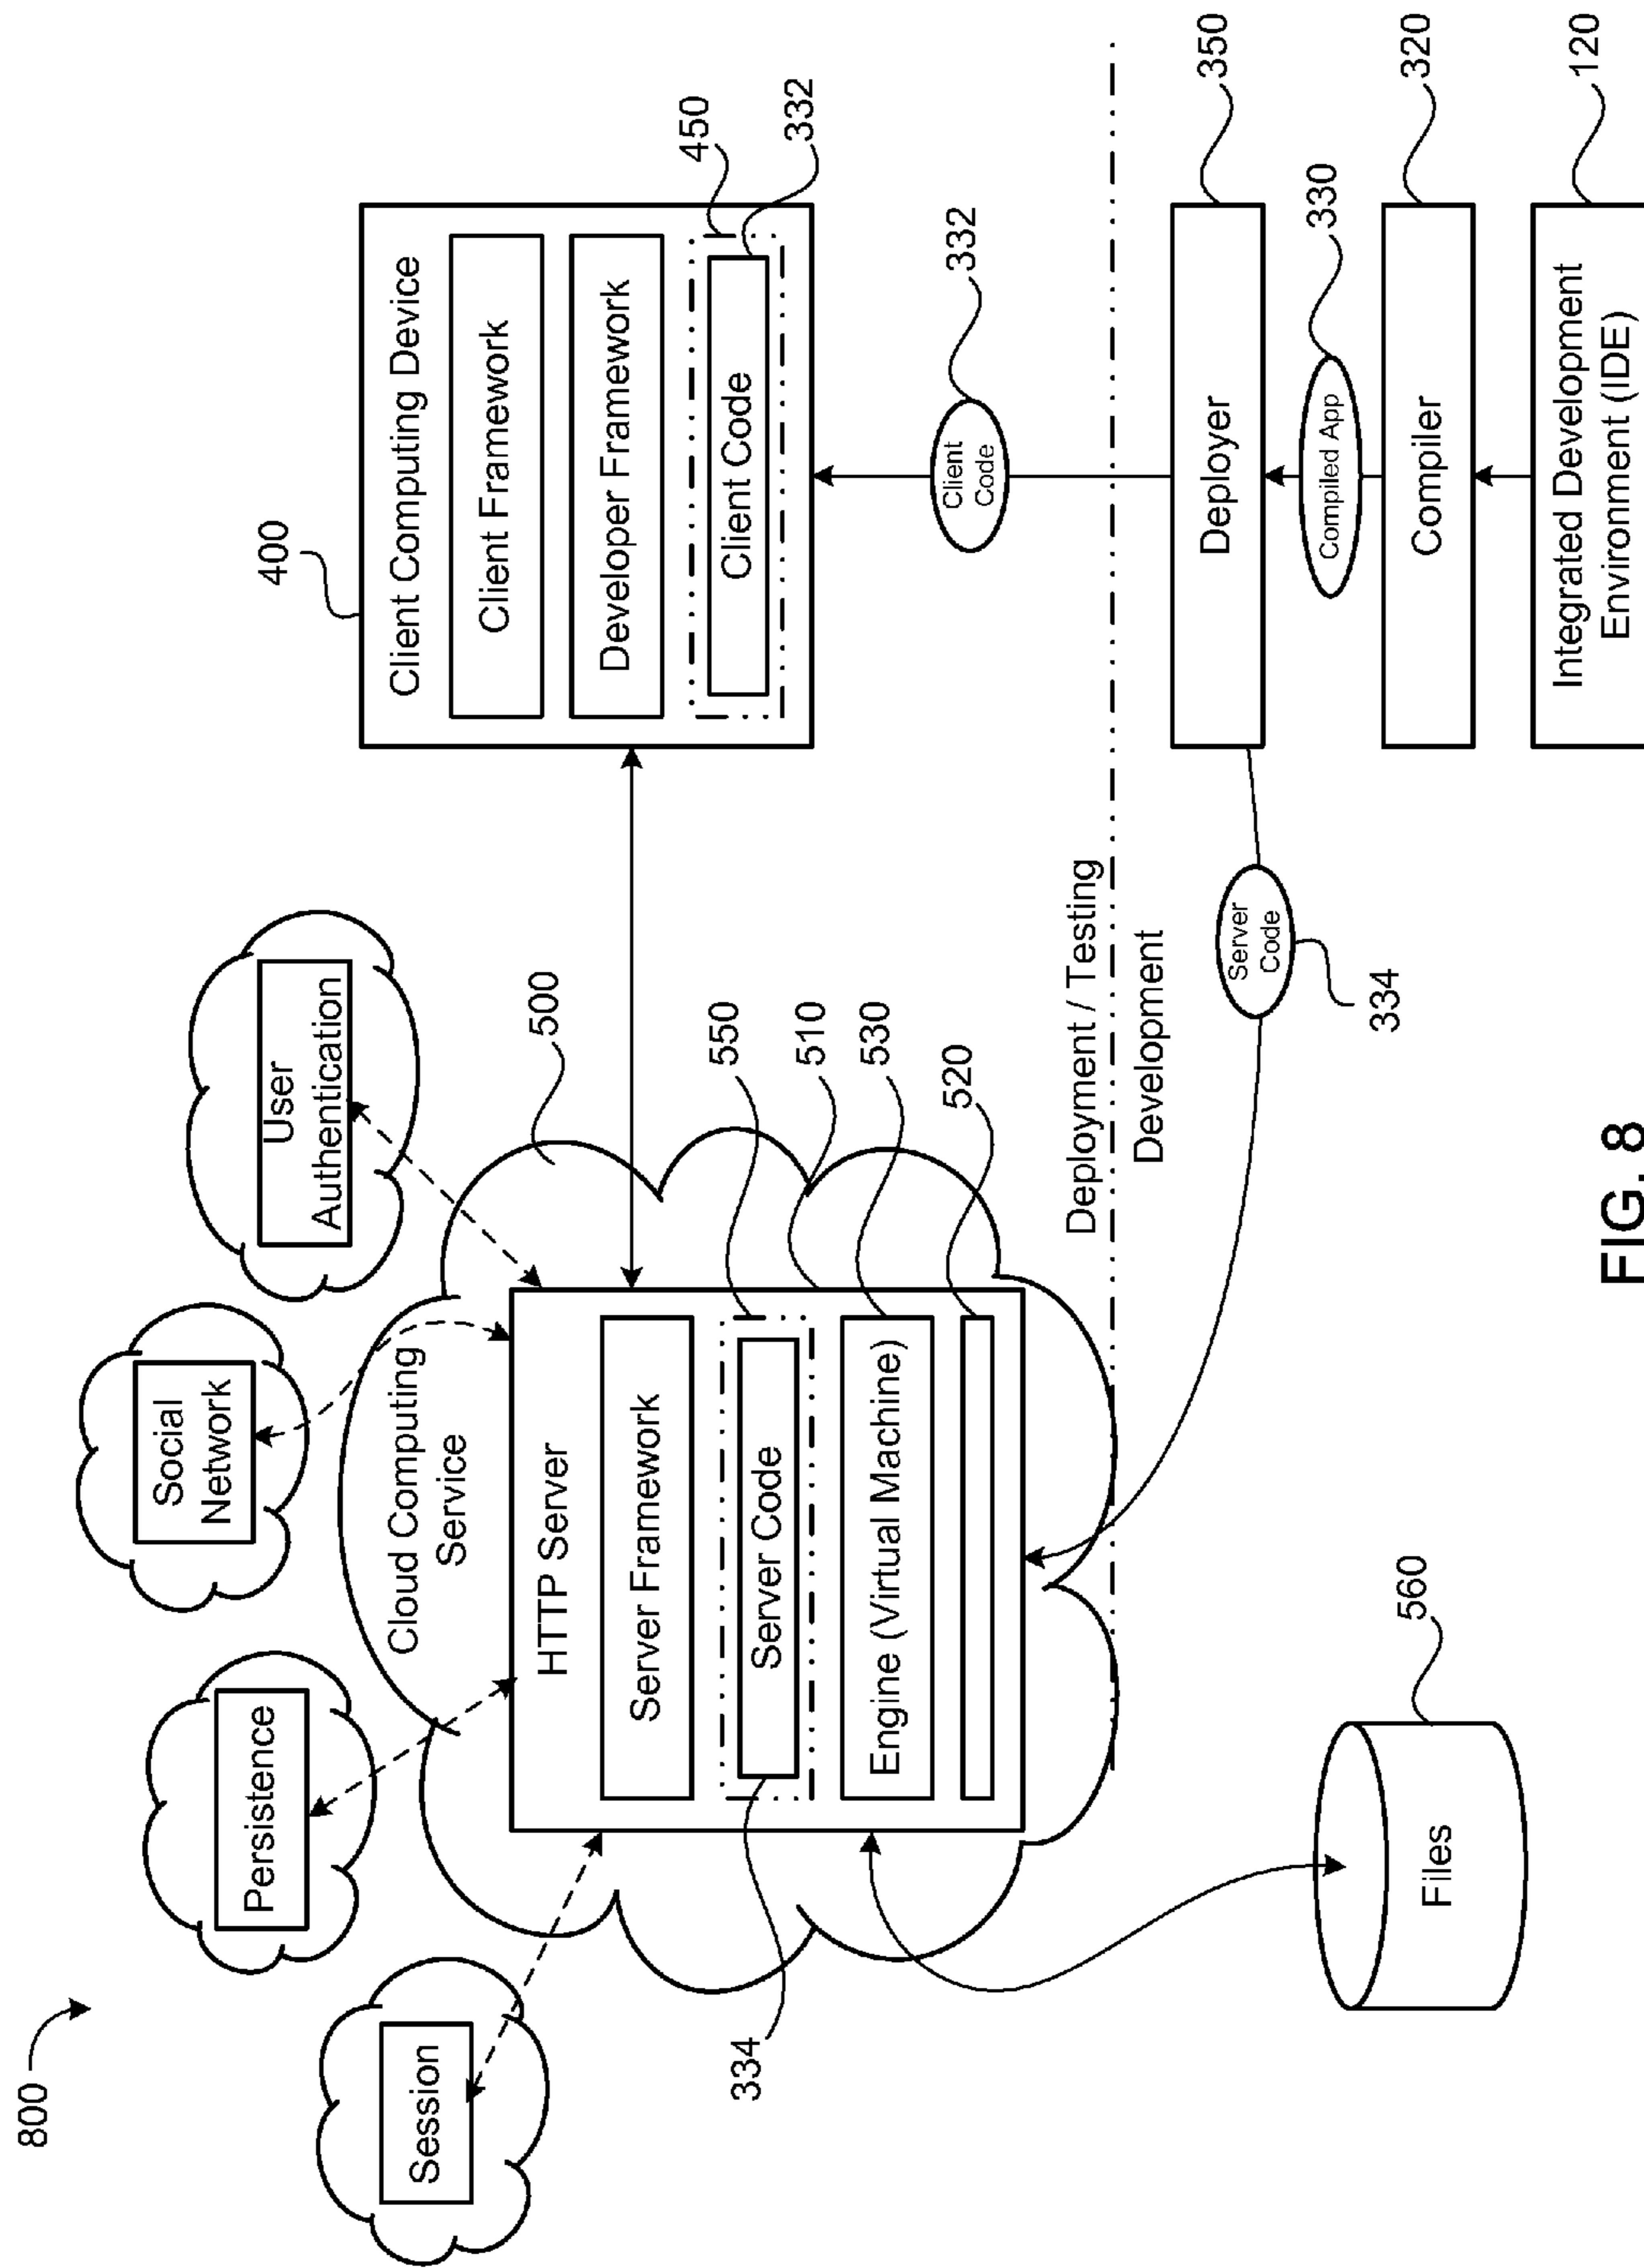 800
Session
Persistence
Social
Network
User
Authentication
Cloud Computing
Service
500
HTTP Server
Server Framework
Server Code
Engine (Virtual Machine)
550
510
530
520
334
400
Client Computing Device
Client Framework
Developer Framework
Client Code
450
332
Client
Code
332
Deployment / Testing
Development
Deployer
350
Compiled App
330
Compiler
320
Integrated Development
Environment (IDE)
120
Server
Code
334
Files
560
FIG. 8